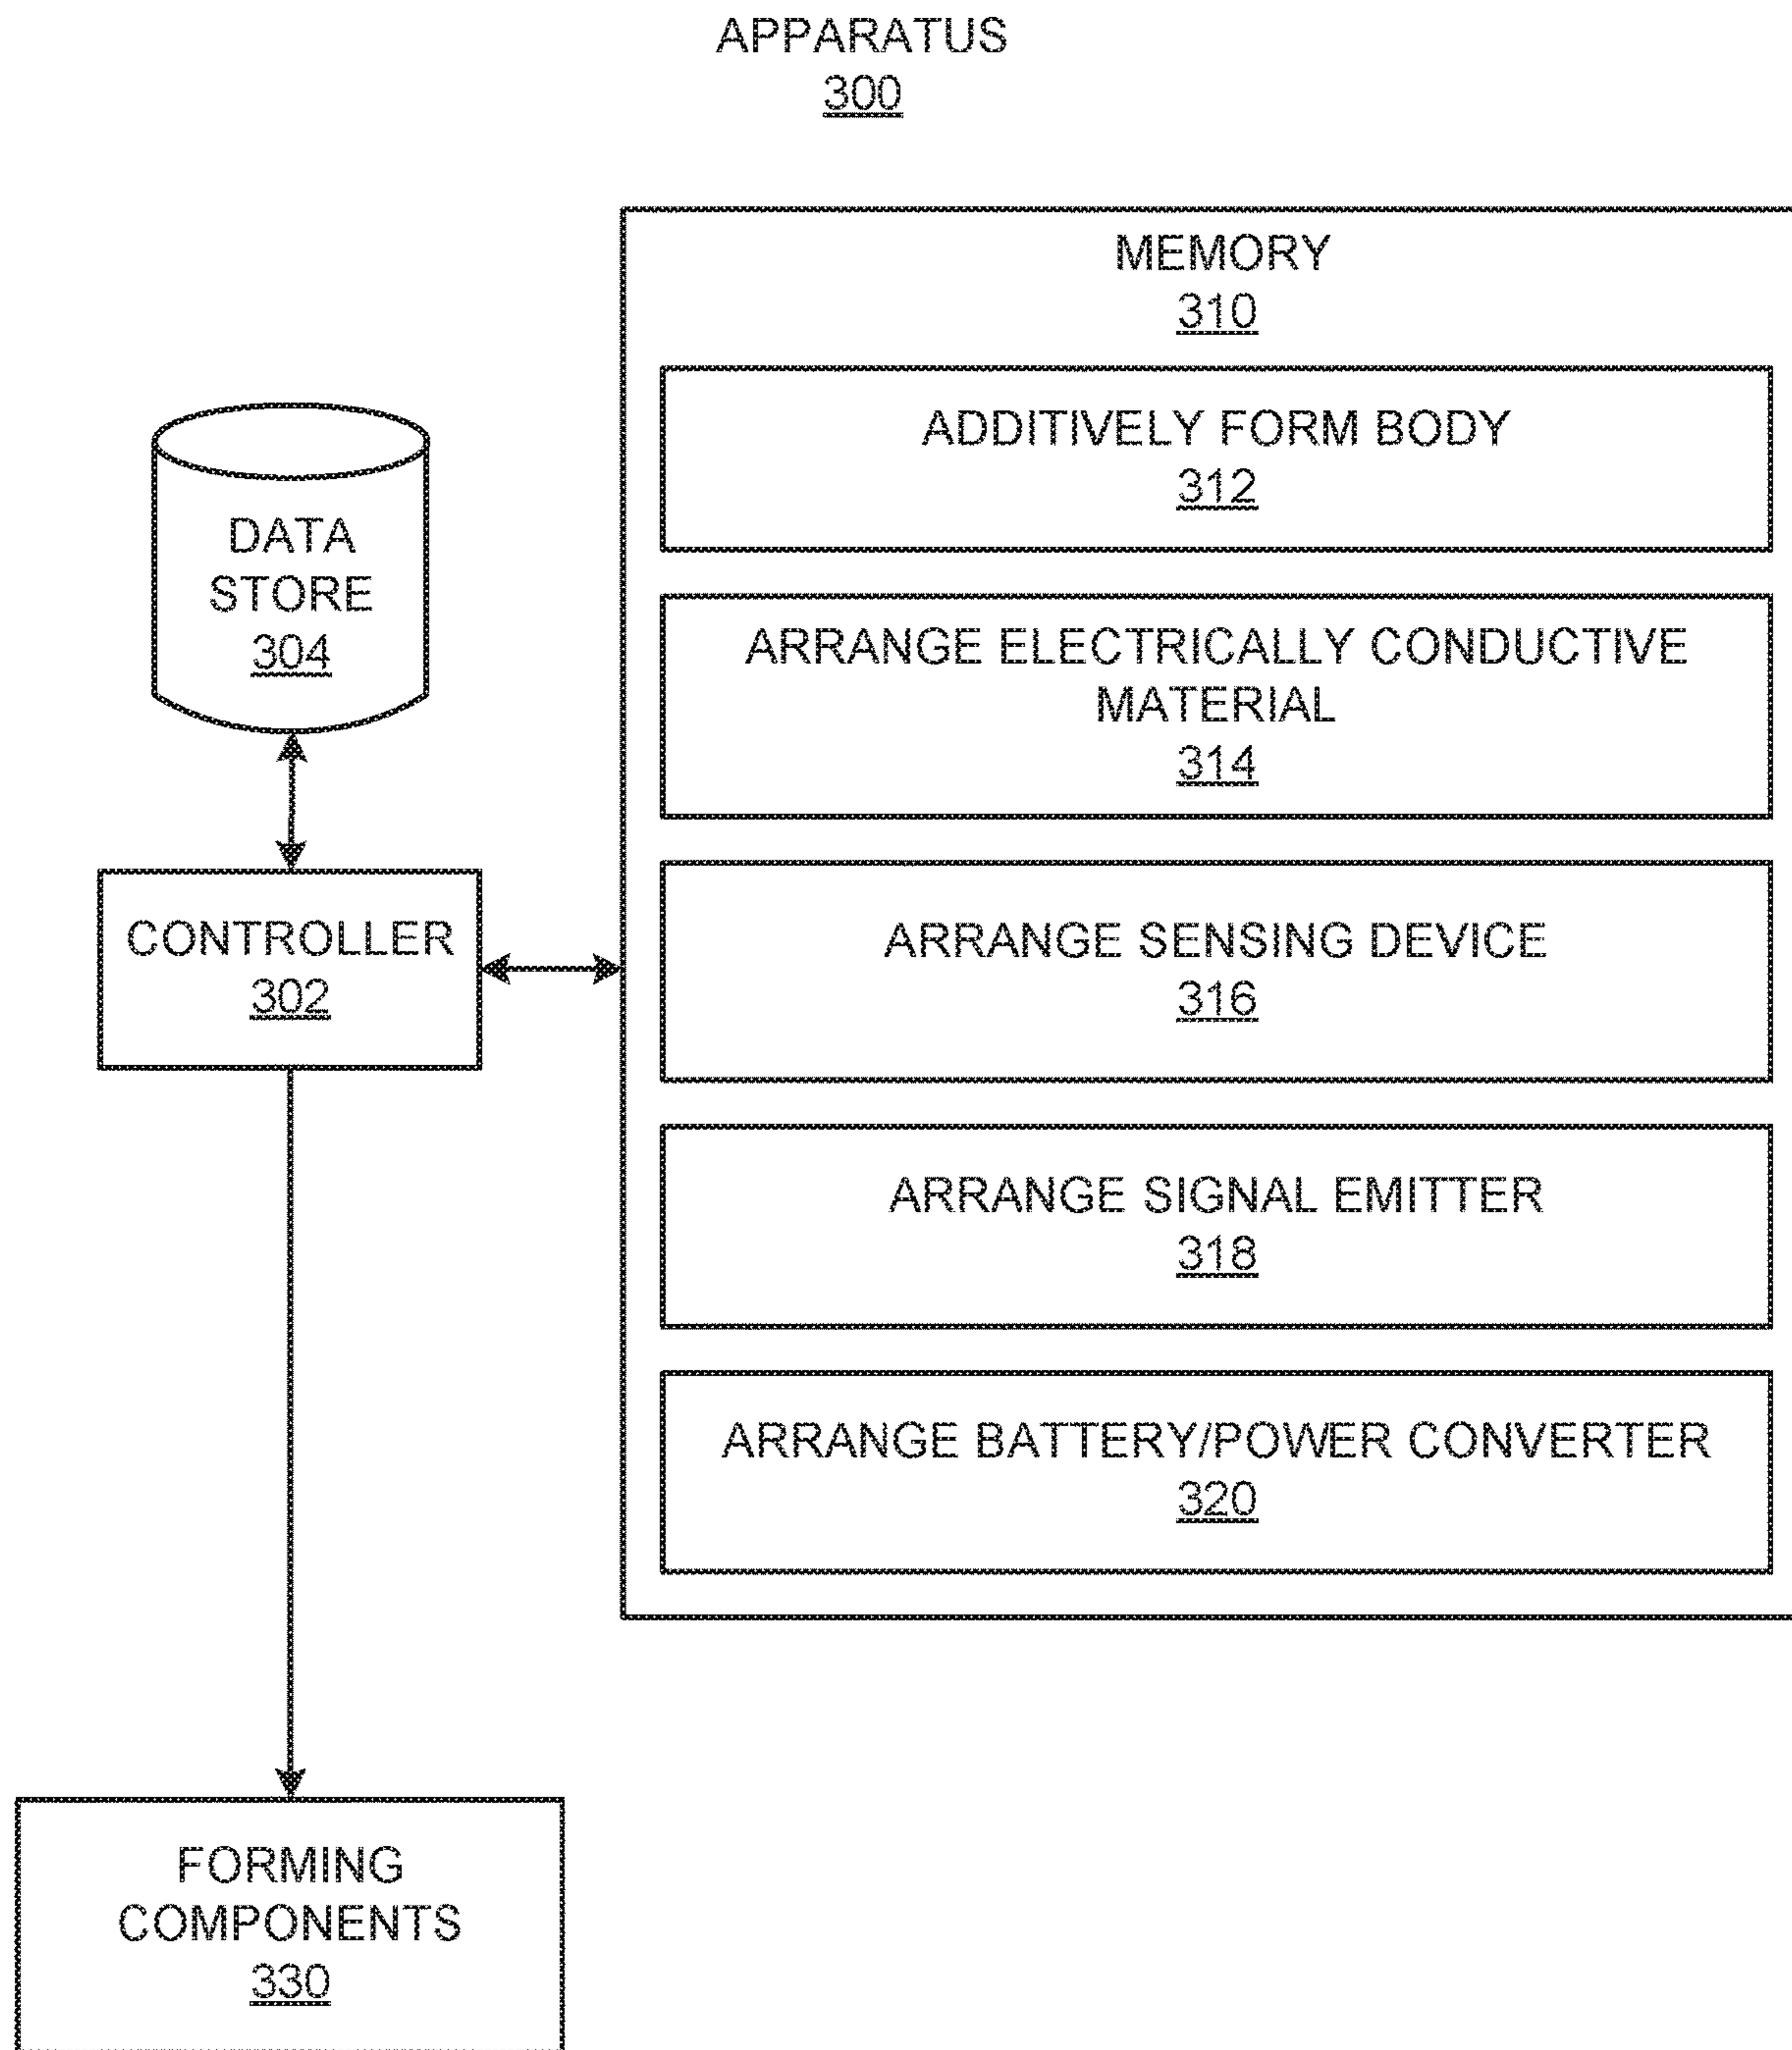 APPARATUS
300
MEMORY
310
ADDITIVELY FORM BODY
312
DATA
STORE
304
ARRANGE ELECTRICALLY CONDUCTIVE
MATERIAL
314
CONTROLLER
302
ARRANGE SENSING DEVICE
316
ARRANGE SIGNAL EMITTER
318
ARRANGE BATTERY/POWER CONVERTER
320
FORMING
COMPONENTS
330